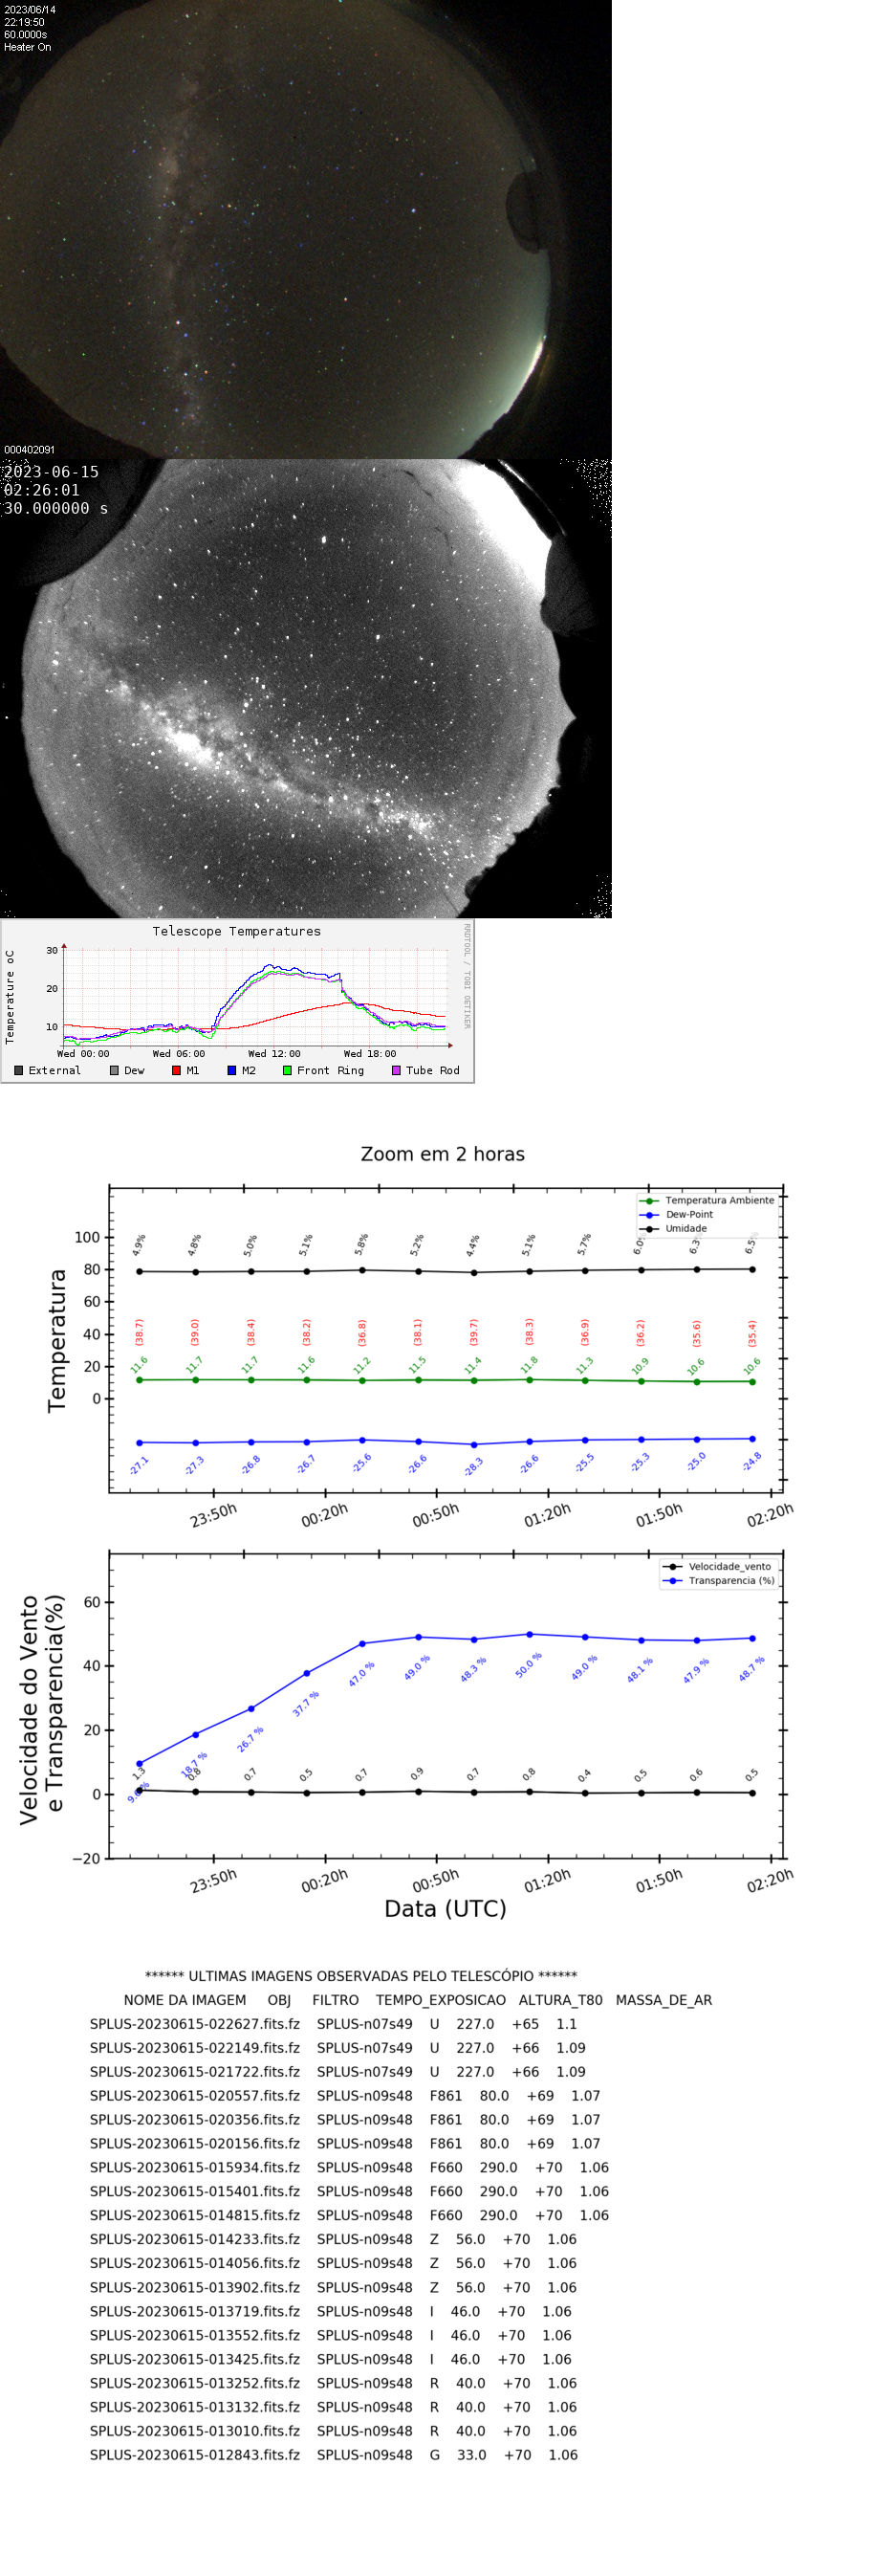 2023/06/14
22:19:50
60.0000s
Heater On
000402091
2023-06-15
02:26:01
30.000000 s
Telescope Temperatures
RRDTOOL / TOBI OETIKER
Temperature oC
30
20
10
Wed 00:00 Wed 06:00 Wed 12:00 Wed 18:00
External Dew M1 M2 Front Ring Tube Rod
Zoom em 2 horas
Temperatura Ambiente
Dew-Point
Umidade
Temperatura
100
80
60
40
20
0
4.9% 4.8% 5.0% 5.1% 5.8% 5.2% 4.4% 5.1% 5.7% 6.0% 6.3% 6.5%
(38.7) (39.0) (38.4) (38.2) (36.8) (38.1) (39.7) (38.3) (36.9) (36.2) (35.6) (35.4)
11.6 11.7 11.7 11.6 11.2 11.5 11.4 11.8 11.3 10.9 10.6 10.6
-27.1 -27.3 -26.8 -26.7 -25.6 -26.6 -28.3 -26.6 -25.5 -25.3 -25.0 -24.8
23:50h 00:20h 00:50h 01:20h 01:50h 02:20h
Velocidade_vento
Transparencia (%)
Velocidade do Vento
e Transparencia(%)
60
40
20
0
−20
18.7 % 26.7 % 37.7 % 47.0 % 49.0 % 48.3 % 50.0 % 49.0 % 48.1 % 47.9 % 48.7 %
1.3 0.8 0.7 0.5 0.7 0.9 0.7 0.8 0.4 0.5 0.6 0.5
23:50h 00:20h 00:50h 01:20h 01:50h 02:20h
Data (UTC)
****** ULTIMAS IMAGENS OBSERVADAS PELO TELESCÓPIO ******
NOME DA IMAGEM OBJ FILTRO TEMPO_EXPOSICAO ALTURA_T80 MASSA_DE_AR
SPLUS-20230615-022627.fits.fz SPLUS-n07s49 U 227.0 +65 1.1
SPLUS-20230615-022149.fits.fz SPLUS-n07s49 U 227.0 +66 1.09
SPLUS-20230615-021722.fits.fz SPLUS-n07s49 U 227.0 +66 1.09
SPLUS-20230615-020557.fits.fz SPLUS-n09s48 F861 80.0 +69 1.07
SPLUS-20230615-020356.fits.fz SPLUS-n09s48 F861 80.0 +69 1.07
SPLUS-20230615-020156.fits.fz SPLUS-n09s48 F861 80.0 +69 1.07
SPLUS-20230615-015934.fits.fz SPLUS-n09s48 F660 290.0 +70 1.06
SPLUS-20230615-015401.fits.fz SPLUS-n09s48 F660 290.0 +70 1.06
SPLUS-20230615-014815.fits.fz SPLUS-n09s48 F660 290.0 +70 1.06
SPLUS-20230615-014233.fits.fz SPLUS-n09s48 Z 56.0 +70 1.06
SPLUS-20230615-014056.fits.fz SPLUS-n09s48 Z 56.0 +70 1.06
SPLUS-20230615-013902.fits.fz SPLUS-n09s48 Z 56.0 +70 1.06
SPLUS-20230615-013719.fits.fz SPLUS-n09s48 I 46.0 +70 1.06
SPLUS-20230615-013552.fits.fz SPLUS-n09s48 I 46.0 +70 1.06
SPLUS-20230615-013425.fits.fz SPLUS-n09s48 I 46.0 +70 1.06
SPLUS-20230615-013252.fits.fz SPLUS-n09s48 R 40.0 +70 1.06
SPLUS-20230615-013132.fits.fz SPLUS-n09s48 R 40.0 +70 1.06
SPLUS-20230615-013010.fits.fz SPLUS-n09s48 R 40.0 +70 1.06
SPLUS-20230615-012843.fits.fz SPLUS-n09s48 G 33.0 +70 1.06